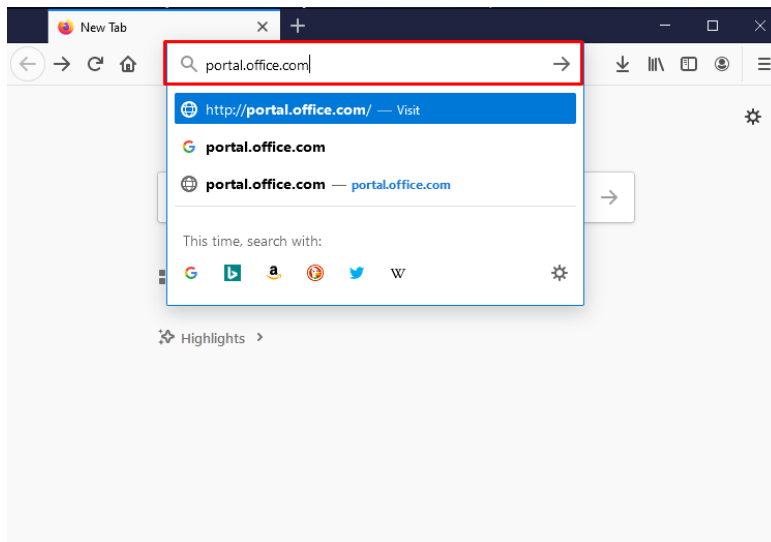 New Tab
portal.office.com
http://portal.office.com/ — Visit
portal.office.com
portal.office.com — portal.office.com
This time, search with:
Highlights